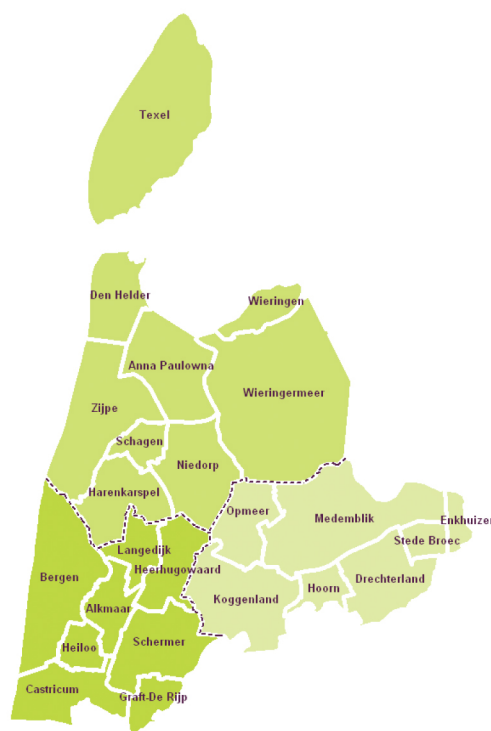 Texel
Den Helder
Wieringen
Anna Paulowna
Wieringermeer
Zijpe
Schagen
Niedorp
Harenkarspel
Opmeer
Medemblik
Enkhuizen
Stede Broec
Langedijk
Heerhugowaard
Bergen
Drechterland
Hoorn
Koggenland
Alkmaar
Schermer
Heiloo
Castricum
Graft-De Rijp